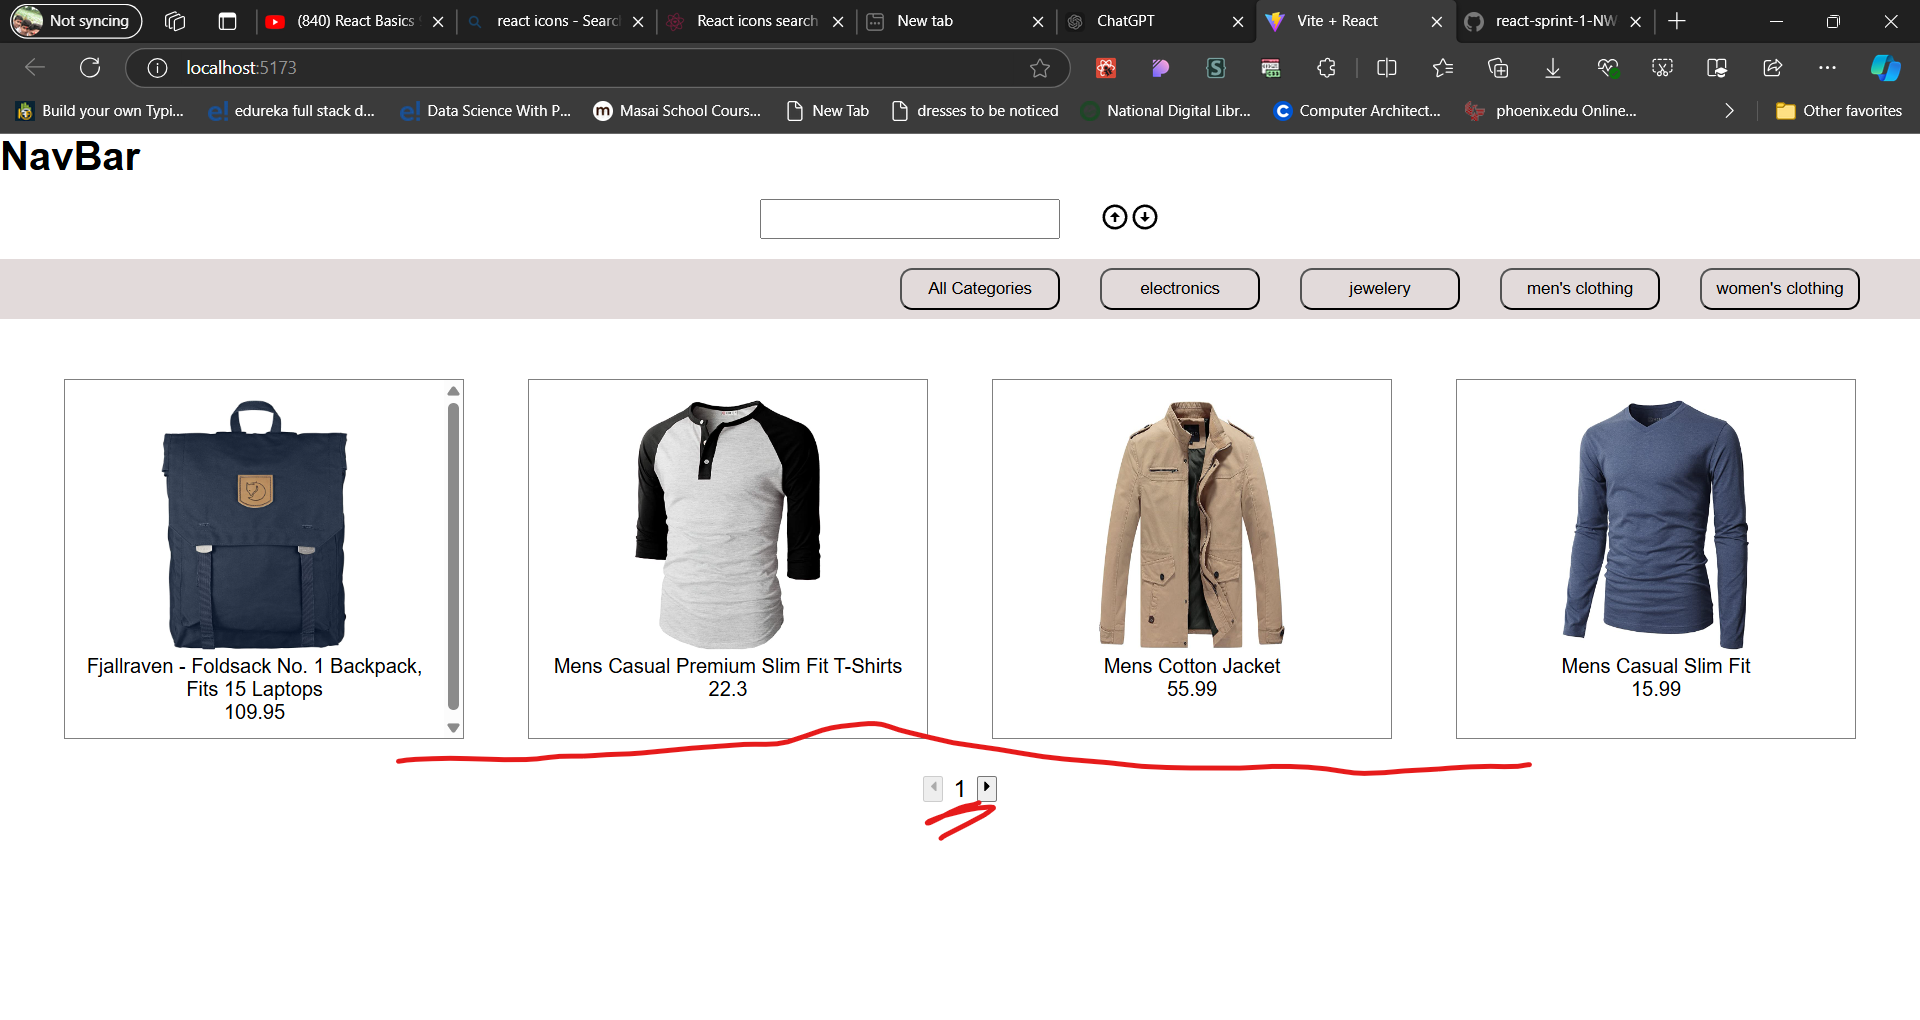 Not syncing
(840) React Basics
react icons - Searc
React icons search
New tab
ChatGPT
Vite + React
react-sprint-1-NW
localhost:5173
Build your own Typi...
edureka full stack d...
Data Science With P...
Masai School Cours...
New Tab
dresses to be noticed
National Digital Libr...
Computer Architect...
phoenix.edu Online...
Other favorites
NavBar
All Categories
electronics
jewelery
men's clothing
women's clothing
Fjallraven - Foldsack No. 1 Backpack,
Fits 15 Laptops
109.95
Mens Casual Premium Slim Fit T-Shirts
22.3
Mens Cotton Jacket
55.99
Mens Casual Slim Fit
15.99
1